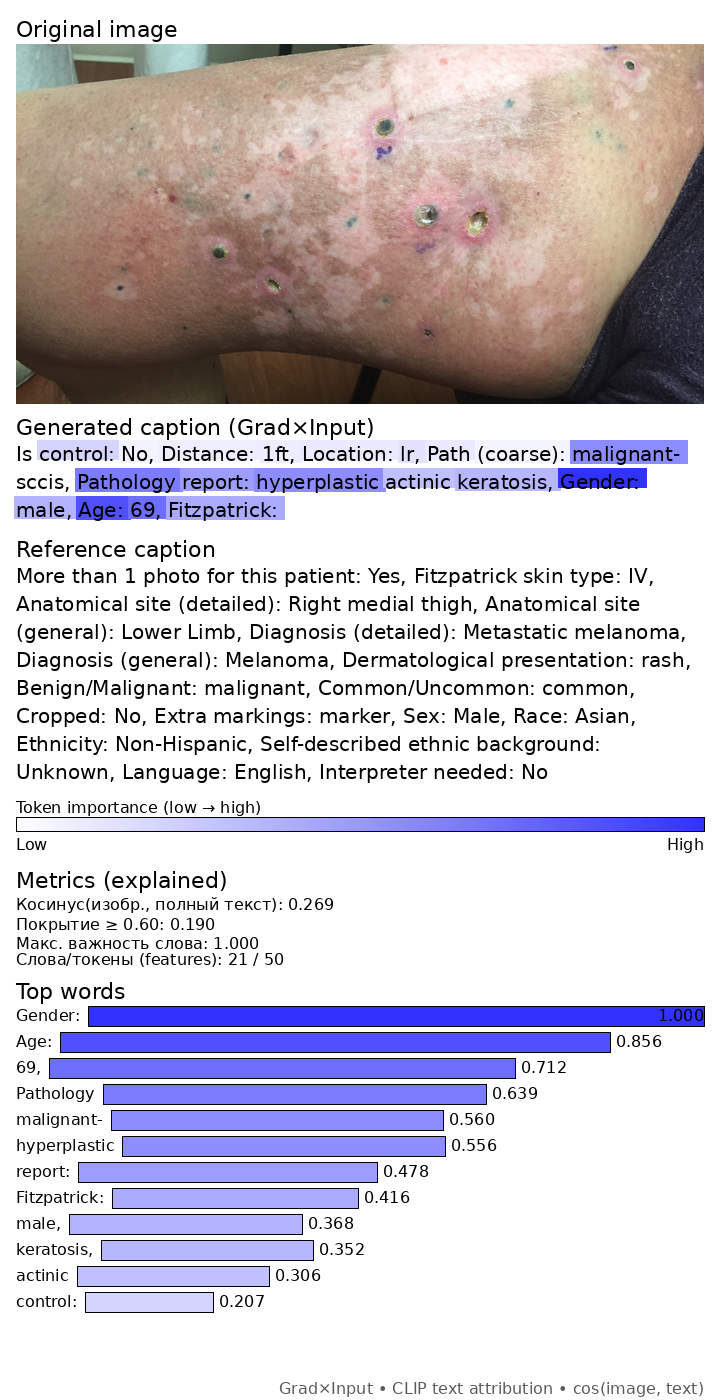 Original image
Generated caption (Grad×Input)
Is control: No, Distance: 1ft, Location: lr, Path (coarse): malignant-
sccis, Pathology report: hyperplastic actinic keratosis, Gender:
male, Age: 69, Fitzpatrick:
Reference caption
More than 1 photo for this patient: Yes, Fitzpatrick skin type: IV,
Anatomical site (detailed): Right medial thigh, Anatomical site
(general): Lower Limb, Diagnosis (detailed): Metastatic melanoma,
Diagnosis (general): Melanoma, Dermatological presentation: rash,
Benign/Malignant: malignant, Common/Uncommon: common,
Cropped: No, Extra markings: marker, Sex: Male, Race: Asian,
Ethnicity: Non-Hispanic, Self-described ethnic background:
Unknown, Language: English, Interpreter needed: No
Token importance (low → high)
Low High
Metrics (explained)
Косинус(изобр., полный текст): 0.269
Покрытие ≥ 0.60: 0.190
Макс. важность слова: 1.000
Слова/токены (features): 21 / 50
Top words
Gender: 1.000
Age: 0.856
69, 0.712
Pathology 0.639
malignant- 0.560
hyperplastic 0.556
report: 0.478
Fitzpatrick: 0.416
male, 0.368
keratosis, 0.352
actinic 0.306
control: 0.207
Grad×Input • CLIP text attribution • cos(image, text)